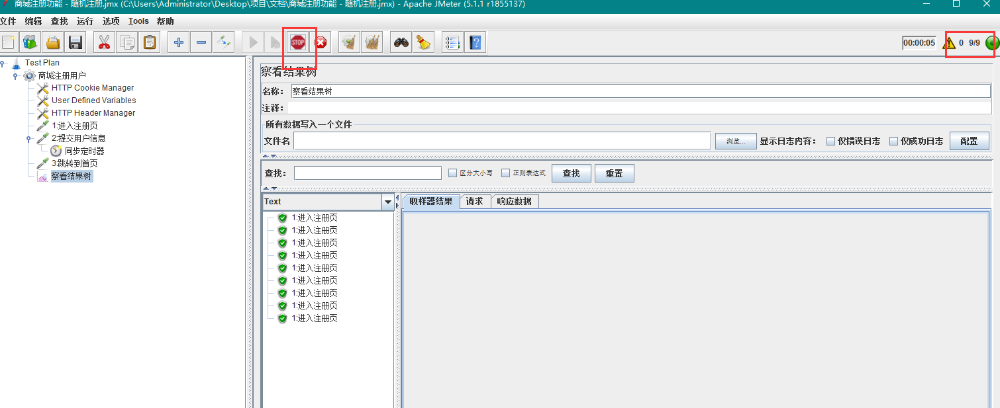 商城注册功能 - 随机注册.jmx (C:\Users\Administrator\Desktop\项目\文档\商城注册功能 - 随机注册.jmx) - Apache JMeter (5.1.1 r1855137)
文件 编辑 查找 运行 选项 Tools 帮助
STOP 00:00:05 0 9/9
Test Plan
商城注册用户
HTTP Cookie Manager
User Defined Variables
HTTP Header Manager
1:进入注册页
2:提交用户信息
同步定时器
3:跳转到首页
察看结果树
察看结果树
名称: 察看结果树
注释:
所有数据写入一个文件
文件名 浏览... 显示日志内容: 仅错误日志 仅成功日志 配置
查找: 区分大小写 正则表达式 查找 重置
Text 取样器结果 请求 响应数据
1:进入注册页
1:进入注册页
1:进入注册页
1:进入注册页
1:进入注册页
1:进入注册页
1:进入注册页
1:进入注册页
1:进入注册页